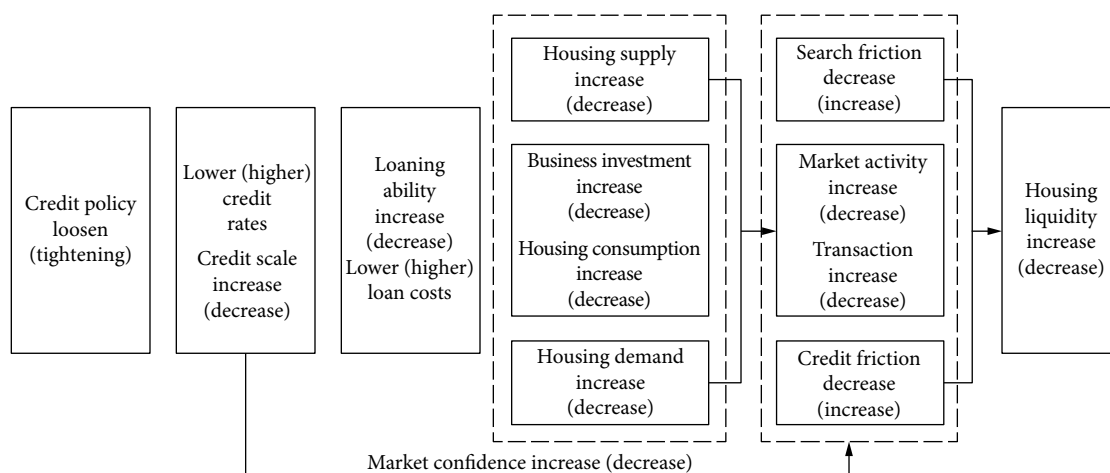 Credit policy
loosen
(tightening)
Lower (higher)
credit
rates
Credit scale
increase
(decrease)
Loaning
ability
increase
(decrease)
Lower (higher)
loan costs
Housing supply
increase
(decrease)
Business investment
increase
(decrease)
Housing consumption
increase
(decrease)
Housing demand
increase
(decrease)
Search friction
decrease
(increase)
Market activity
increase
(decrease)
Transaction
increase
(decrease)
Credit friction
decrease
(increase)
Housing
liquidity
increase
(decrease)
Market confidence increase (decrease)